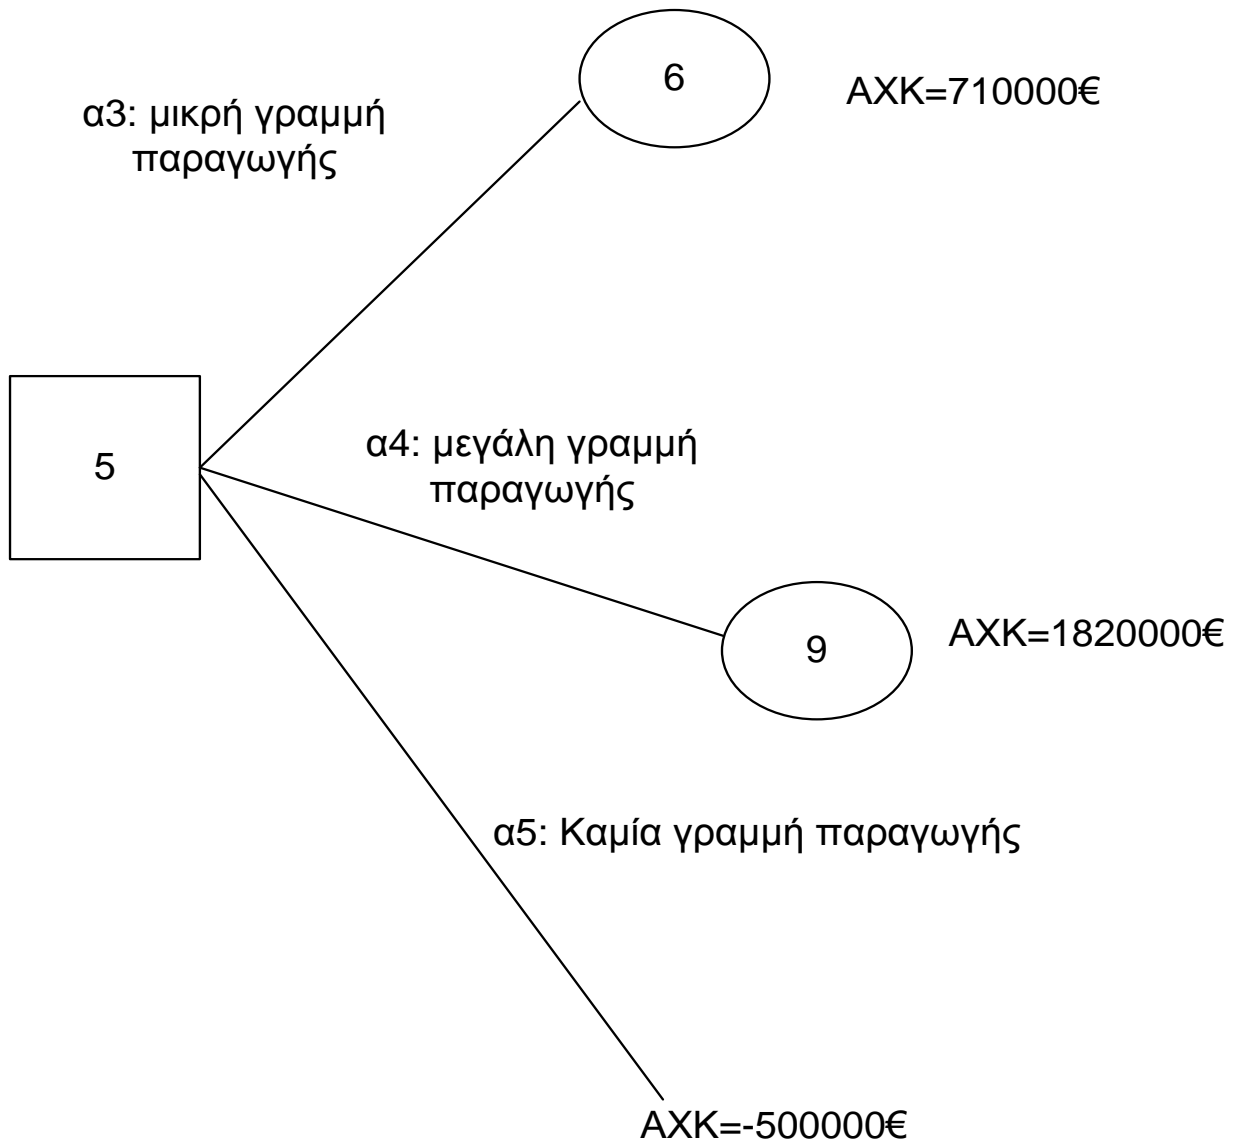 6
ΑΧΚ=710000€
α3: μικρή γραμμή
παραγωγής
5
α4: μεγάλη γραμμή
παραγωγής
9
ΑΧΚ=1820000€
α5: Καμία γραμμή παραγωγής
ΑΧΚ=-500000€